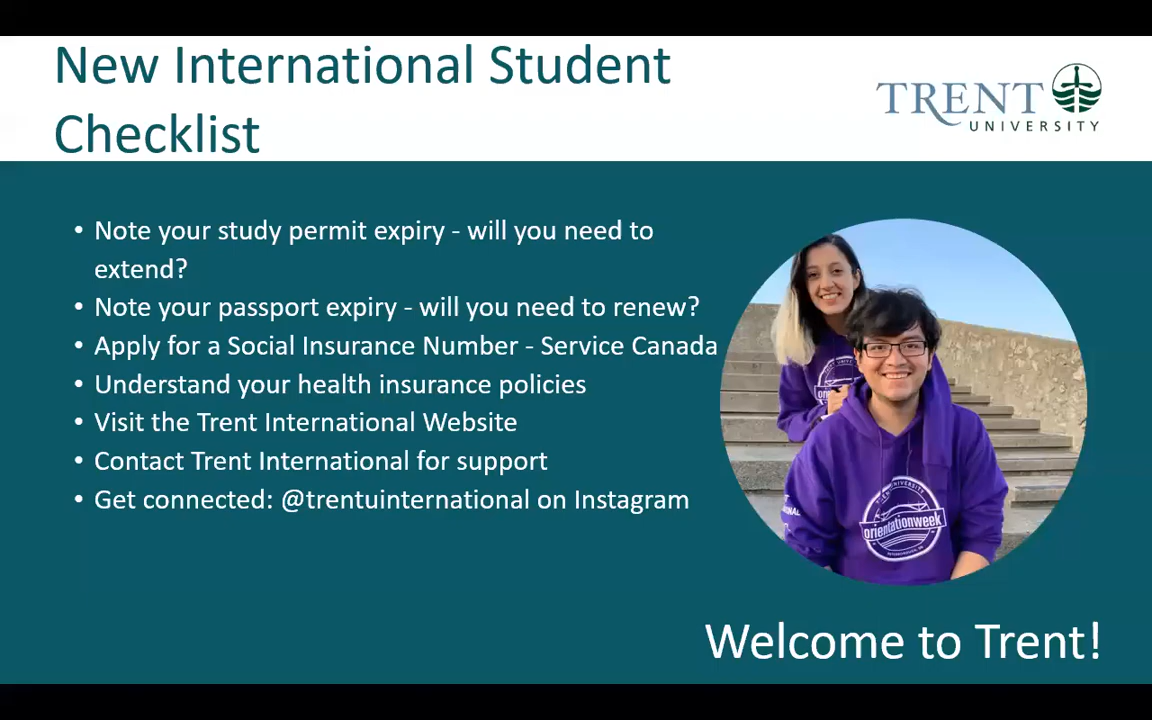 New International Student
Checklist
TRENT
UNIVERSITY
• Note your study permit expiry - will you need to
extend?
• Note your passport expiry - will you need to renew?
• Apply for a Social Insurance Number - Service Canada
• Understand your health insurance policies
• Visit the Trent International Website
• Contact Trent International for support
• Get connected: @trentuinternational on Instagram
TRENT UNIVERSITY
orientationweek
Welcome to Trent!